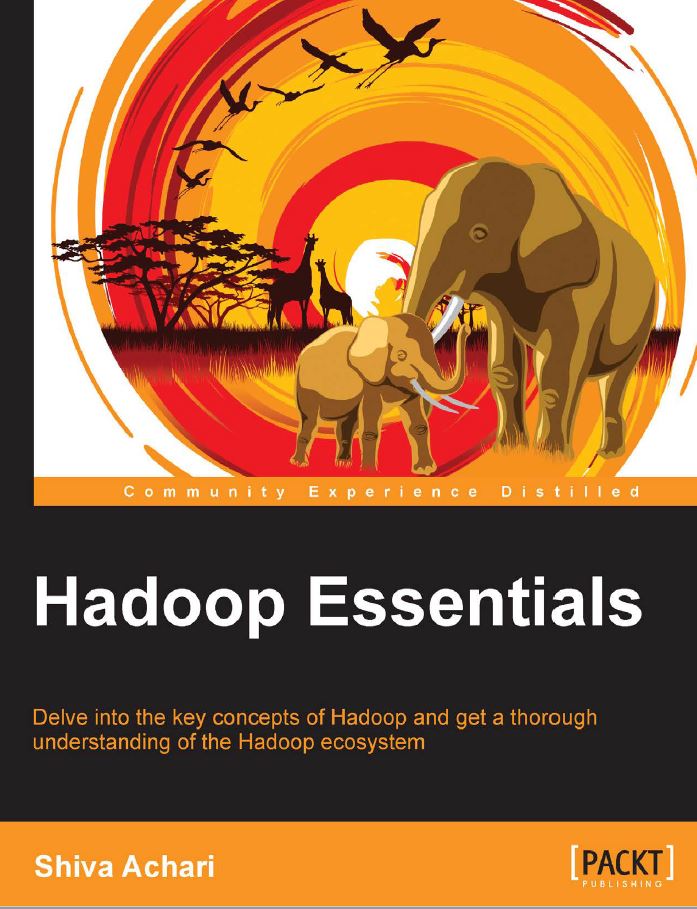 Community Experience Distilled
Hadoop Essentials
Delve into the key concepts of Hadoop and get a thorough
understanding of the Hadoop ecosystem
Shiva Achari
[PACKT]
PUBLISHING